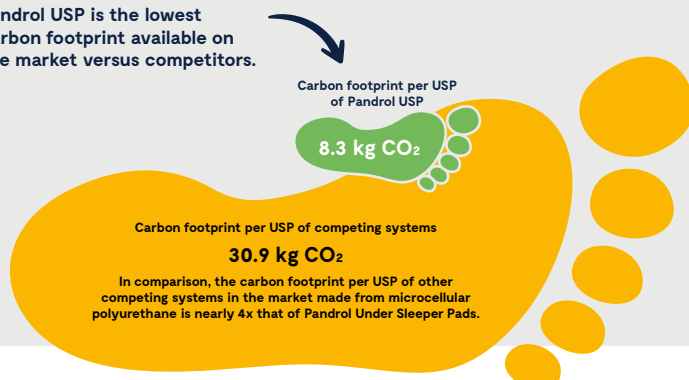 ndrol USP is the lowest
rbon footprint available on
e market versus competitors.
Carbon footprint per USP
of Pandrol USP
8.3 kg CO₂
Carbon footprint per USP of competing systems
30.9 kg CO₂
In comparison, the carbon footprint per USP of other
competing systems in the market made from microcellular
polyurethane is nearly 4x that of Pandrol Under Sleeper Pads.